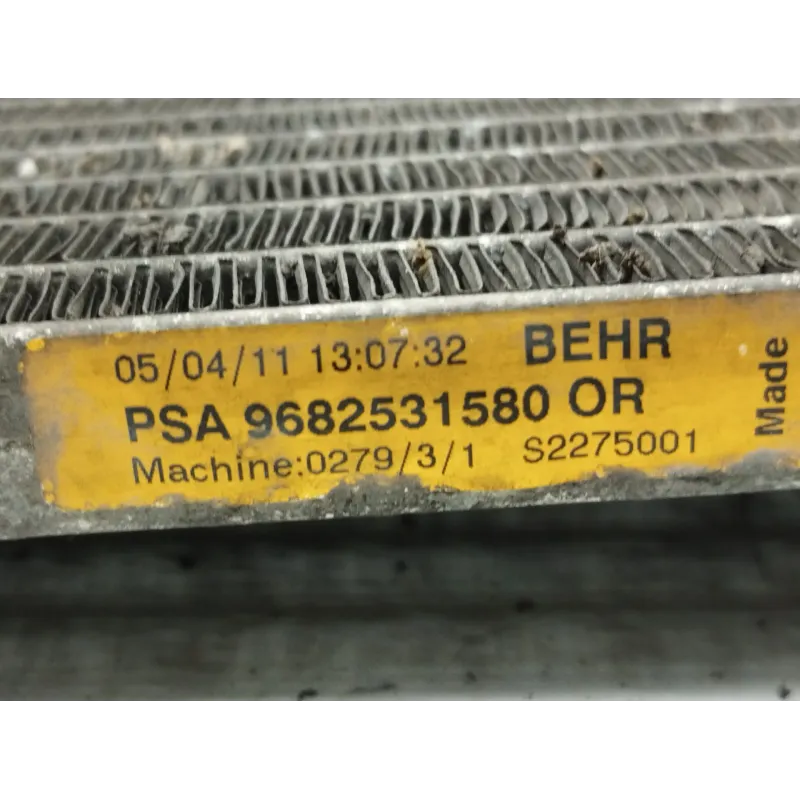 05/04/11 13:07:32 BEHR
PSA 9682531580 OR
Machine:0279/3/1 S2275001
Made